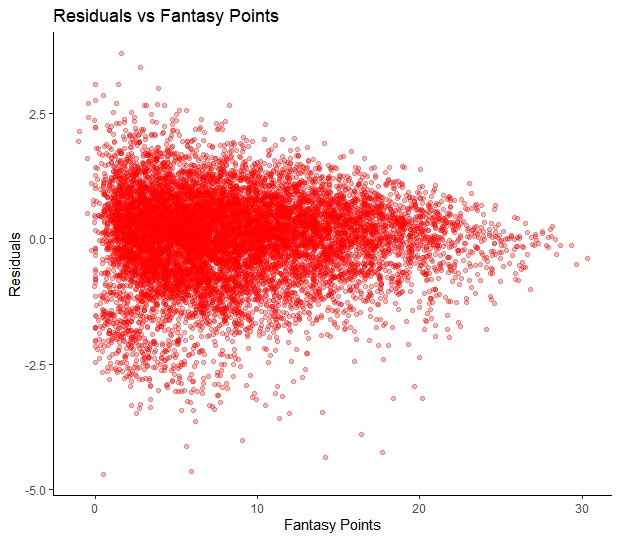 Residuals vs Fantasy Points
Residuals
2.5
0.0
-2.5
-5.0
0 10 20 30
Fantasy Points